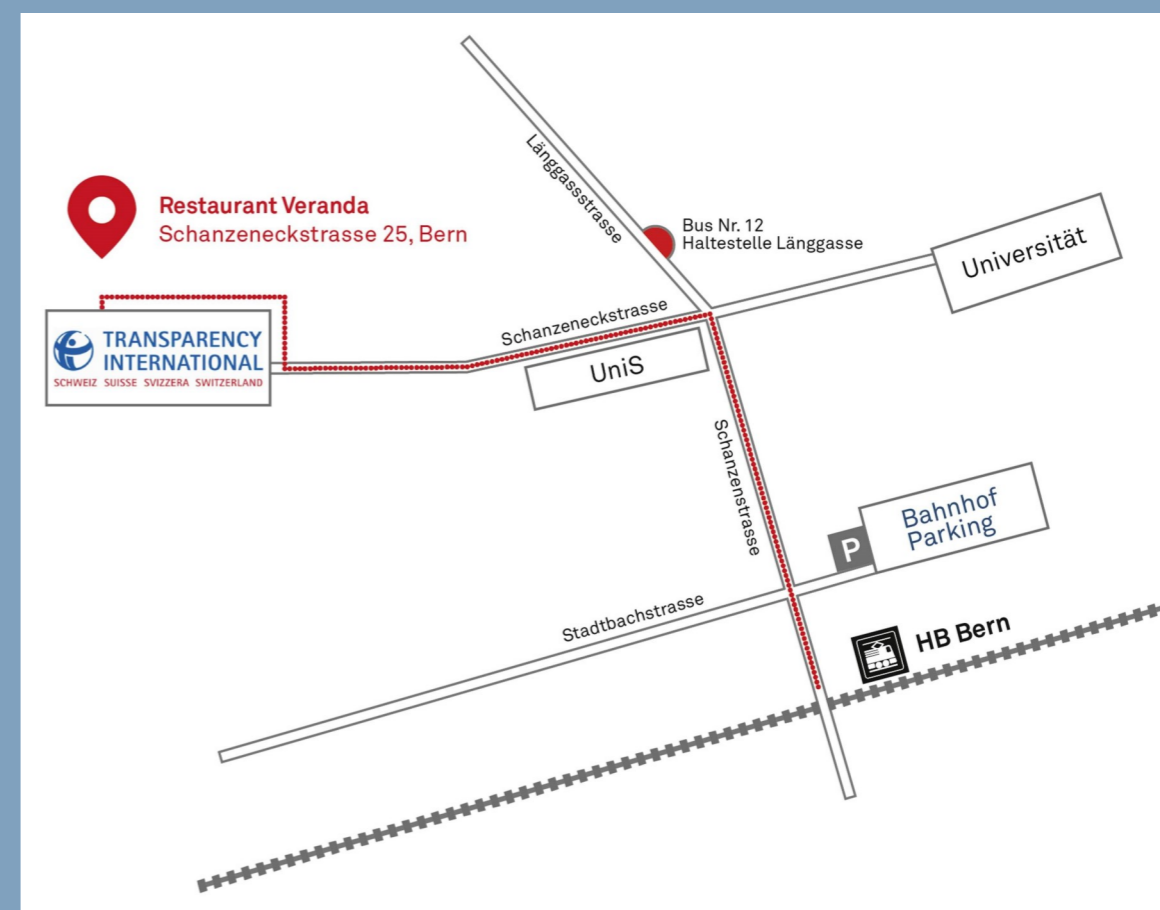 Länggassstrasse
Restaurant Veranda
Schanzeneckstrasse 25, Bern
Bus Nr. 12
Haltestelle Länggasse
Universität
Schanzeneckstrasse
TRANSPARENCY
INTERNATIONAL
SCHWEIZ SUISSE SVIZZERA SWITZERLAND
UniS
Schanzenstrasse
Bahnhof
Parking
P
Stadtbachstrasse
HB Bern